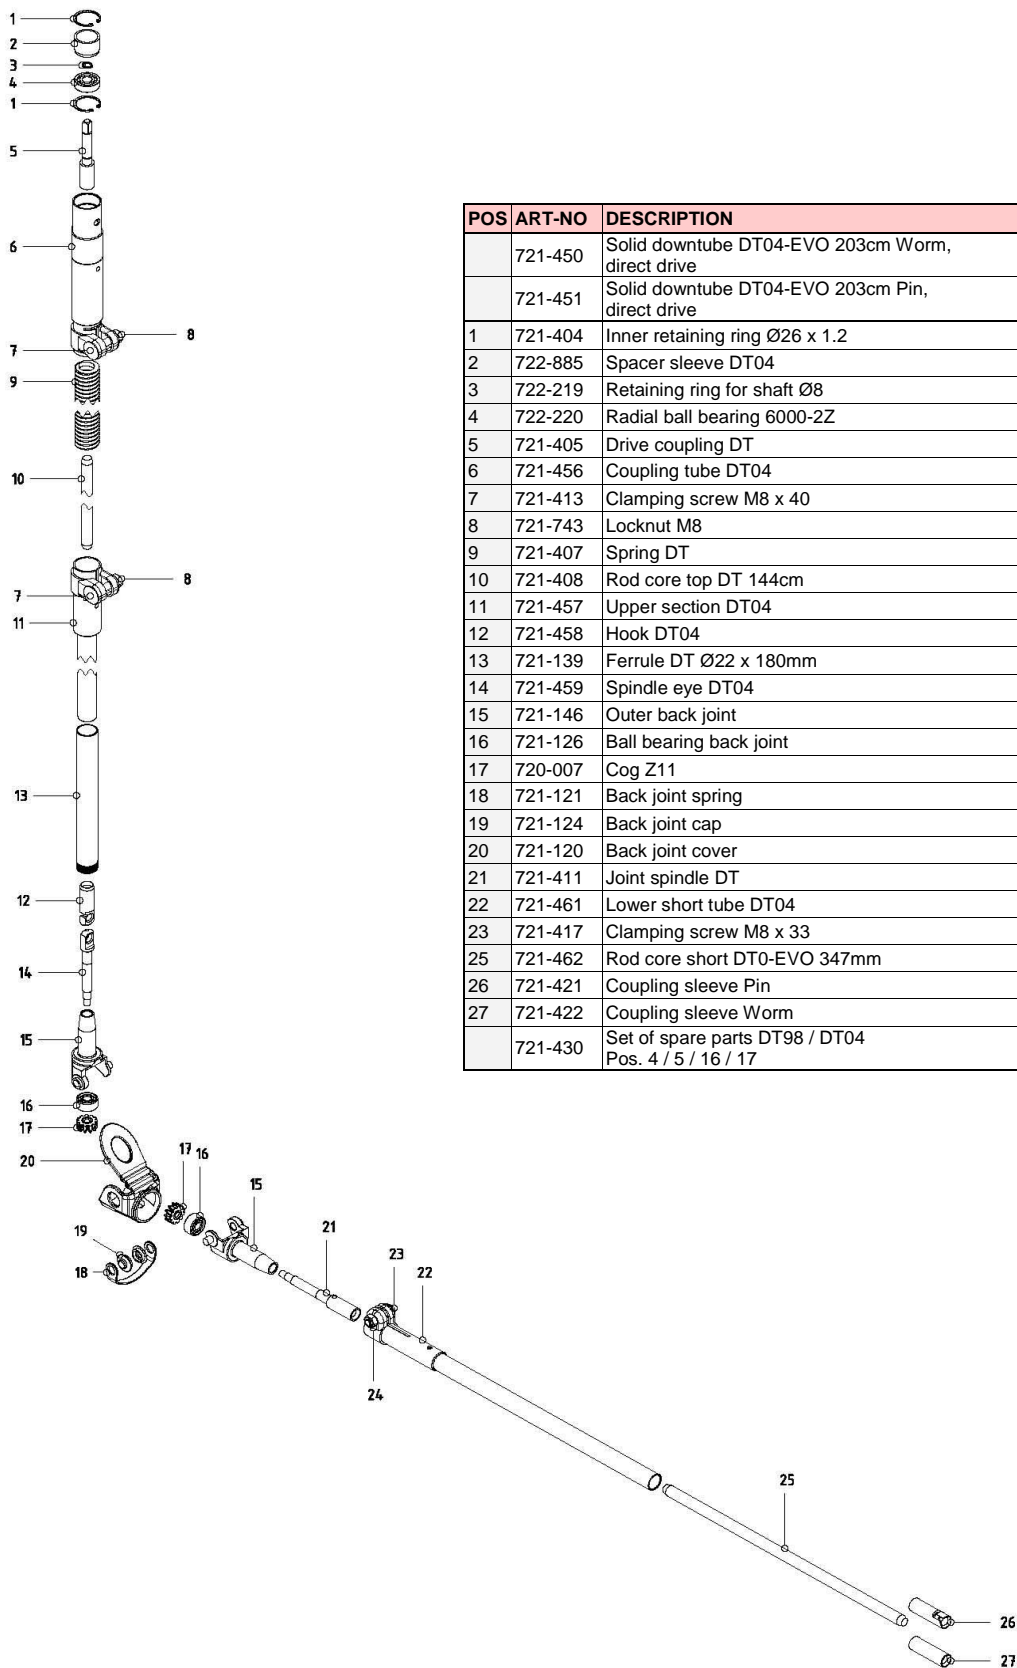 1
2
3
4
1
5
6
8
7
9
10
8
7
11
13
12
14
15
16
17
20
17 16
15
19
18
21
23
22
24
25
26
27
POS ART-NO DESCRIPTION
721-450 Solid downtube DT04-EVO 203cm Worm,
direct drive
721-451 Solid downtube DT04-EVO 203cm Pin,
direct drive
1 721-404 Inner retaining ring Ø26 x 1.2
2 722-885 Spacer sleeve DT04
3 722-219 Retaining ring for shaft Ø8
4 722-220 Radial ball bearing 6000-2Z
5 721-405 Drive coupling DT
6 721-456 Coupling tube DT04
7 721-413 Clamping screw M8 x 40
8 721-743 Locknut M8
9 721-407 Spring DT
10 721-408 Rod core top DT 144cm
11 721-457 Upper section DT04
12 721-458 Hook DT04
13 721-139 Ferrule DT Ø22 x 180mm
14 721-459 Spindle eye DT04
15 721-146 Outer back joint
16 721-126 Ball bearing back joint
17 720-007 Cog Z11
18 721-121 Back joint spring
19 721-124 Back joint cap
20 721-120 Back joint cover
21 721-411 Joint spindle DT
22 721-461 Lower short tube DT04
23 721-417 Clamping screw M8 x 33
25 721-462 Rod core short DT0-EVO 347mm
26 721-421 Coupling sleeve Pin
27 721-422 Coupling sleeve Worm
721-430 Set of spare parts DT98 / DT04
Pos. 4 / 5 / 16 / 17